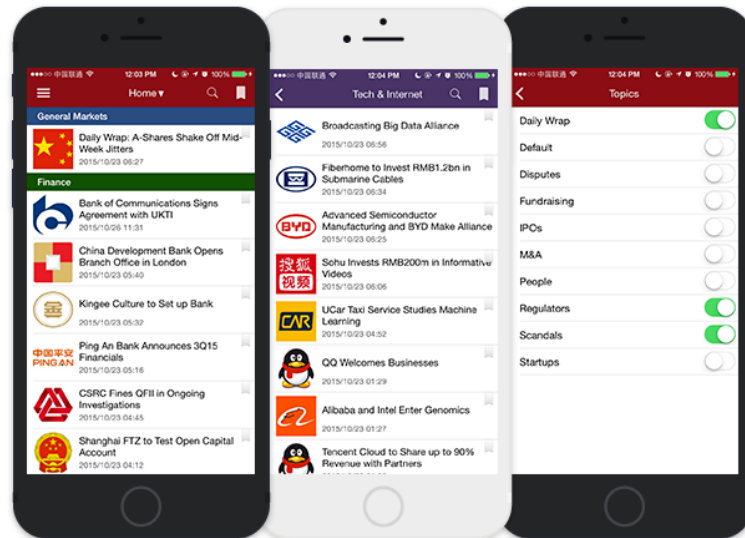 中国联通 12:03 PM 100%
Home▾
General Markets
Daily Wrap: A-Shares Shake Off Mid-
Week Jitters
2015/10/23 06:27
Finance
Bank of Communications Signs
Agreement with UKTI
2015/10/26 11:31
China Development Bank Opens
Branch Office in London
2015/10/23 05:40
Kingee Culture to Set up Bank
2015/10/23 05:32
中国平安
PING AN
Ping An Bank Announces 3Q15
Financials
2015/10/23 05:16
CSRC Fines QFII in Ongoing
Investigations
2015/10/23 04:45
Shanghai FTZ to Test Open Capital
Account
2015/10/23 04:12
中国联通 12:04 PM 100%
Tech & Internet
Broadcasting Big Data Alliance
2015/10/23 06:56
Fiberhome to Invest RMB1.2bn in
Submarine Cables
2015/10/23 06:34
BYD
Advanced Semiconductor
Manufacturing and BYD Make Alliance
2015/10/23 06:25
搜狐
视频
Sohu Invests RMB200m in Informative
Videos
2015/10/23 06:06
CAR
UCar Taxi Service Studies Machine
Learning
2015/10/23 04:52
QQ Welcomes Businesses
2015/10/23 01:29
Alibaba and Intel Enter Genomics
2015/10/23 01:27
Tencent Cloud to Share up to 90%
Revenue with Partners
中国联通 12:04 PM 100%
Topics
Daily Wrap
Default
Disputes
Fundraising
IPOs
M&A
People
Regulators
Scandals
Startups